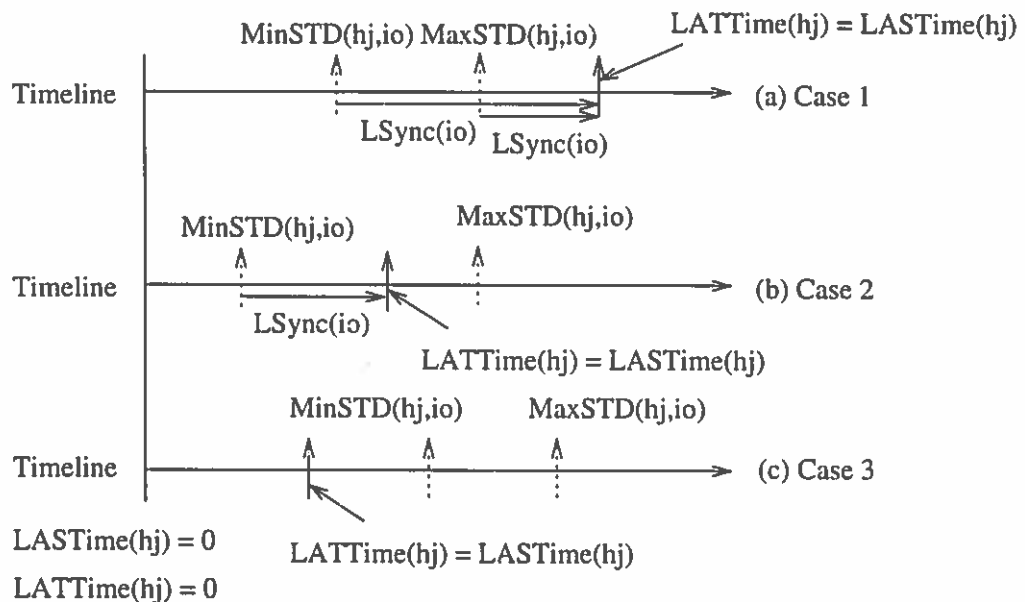 MinSTD(hj,io) MaxSTD(hj,io)
LATTime(hj) = LASTime(hj)
Timeline
(a) Case 1
LSync(io)
LSync(io)
MinSTD(hj,io)
MaxSTD(hj,io)
Timeline
(b) Case 2
LSync(io)
LATTime(hj) = LASTime(hj)
MinSTD(hj,io)
MaxSTD(hj,io)
Timeline
(c) Case 3
LASTime(hj) = 0
LATTime(hj) = LASTime(hj)
LATTime(hj) = 0